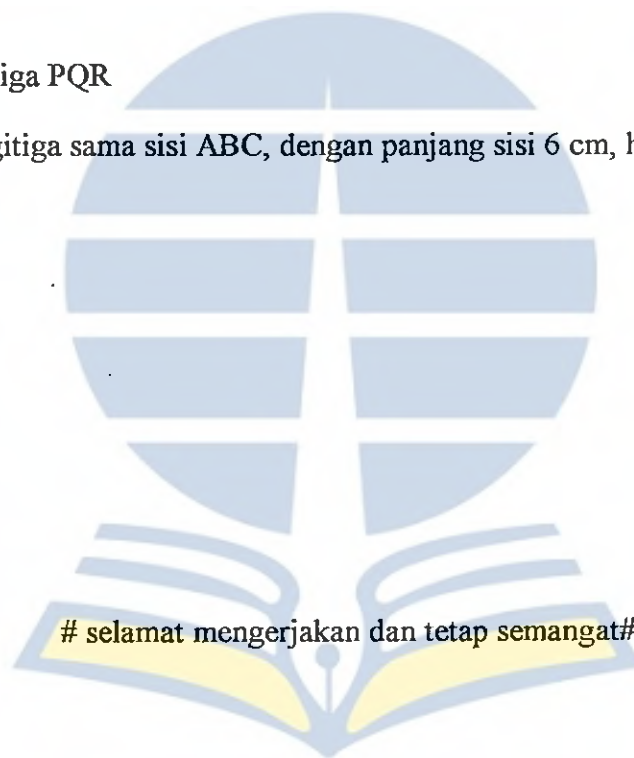 iga PQR
gitiga sama sisi ABC, dengan panjang sisi 6 cm, h
# selamat mengerjakan dan tetap semangat#